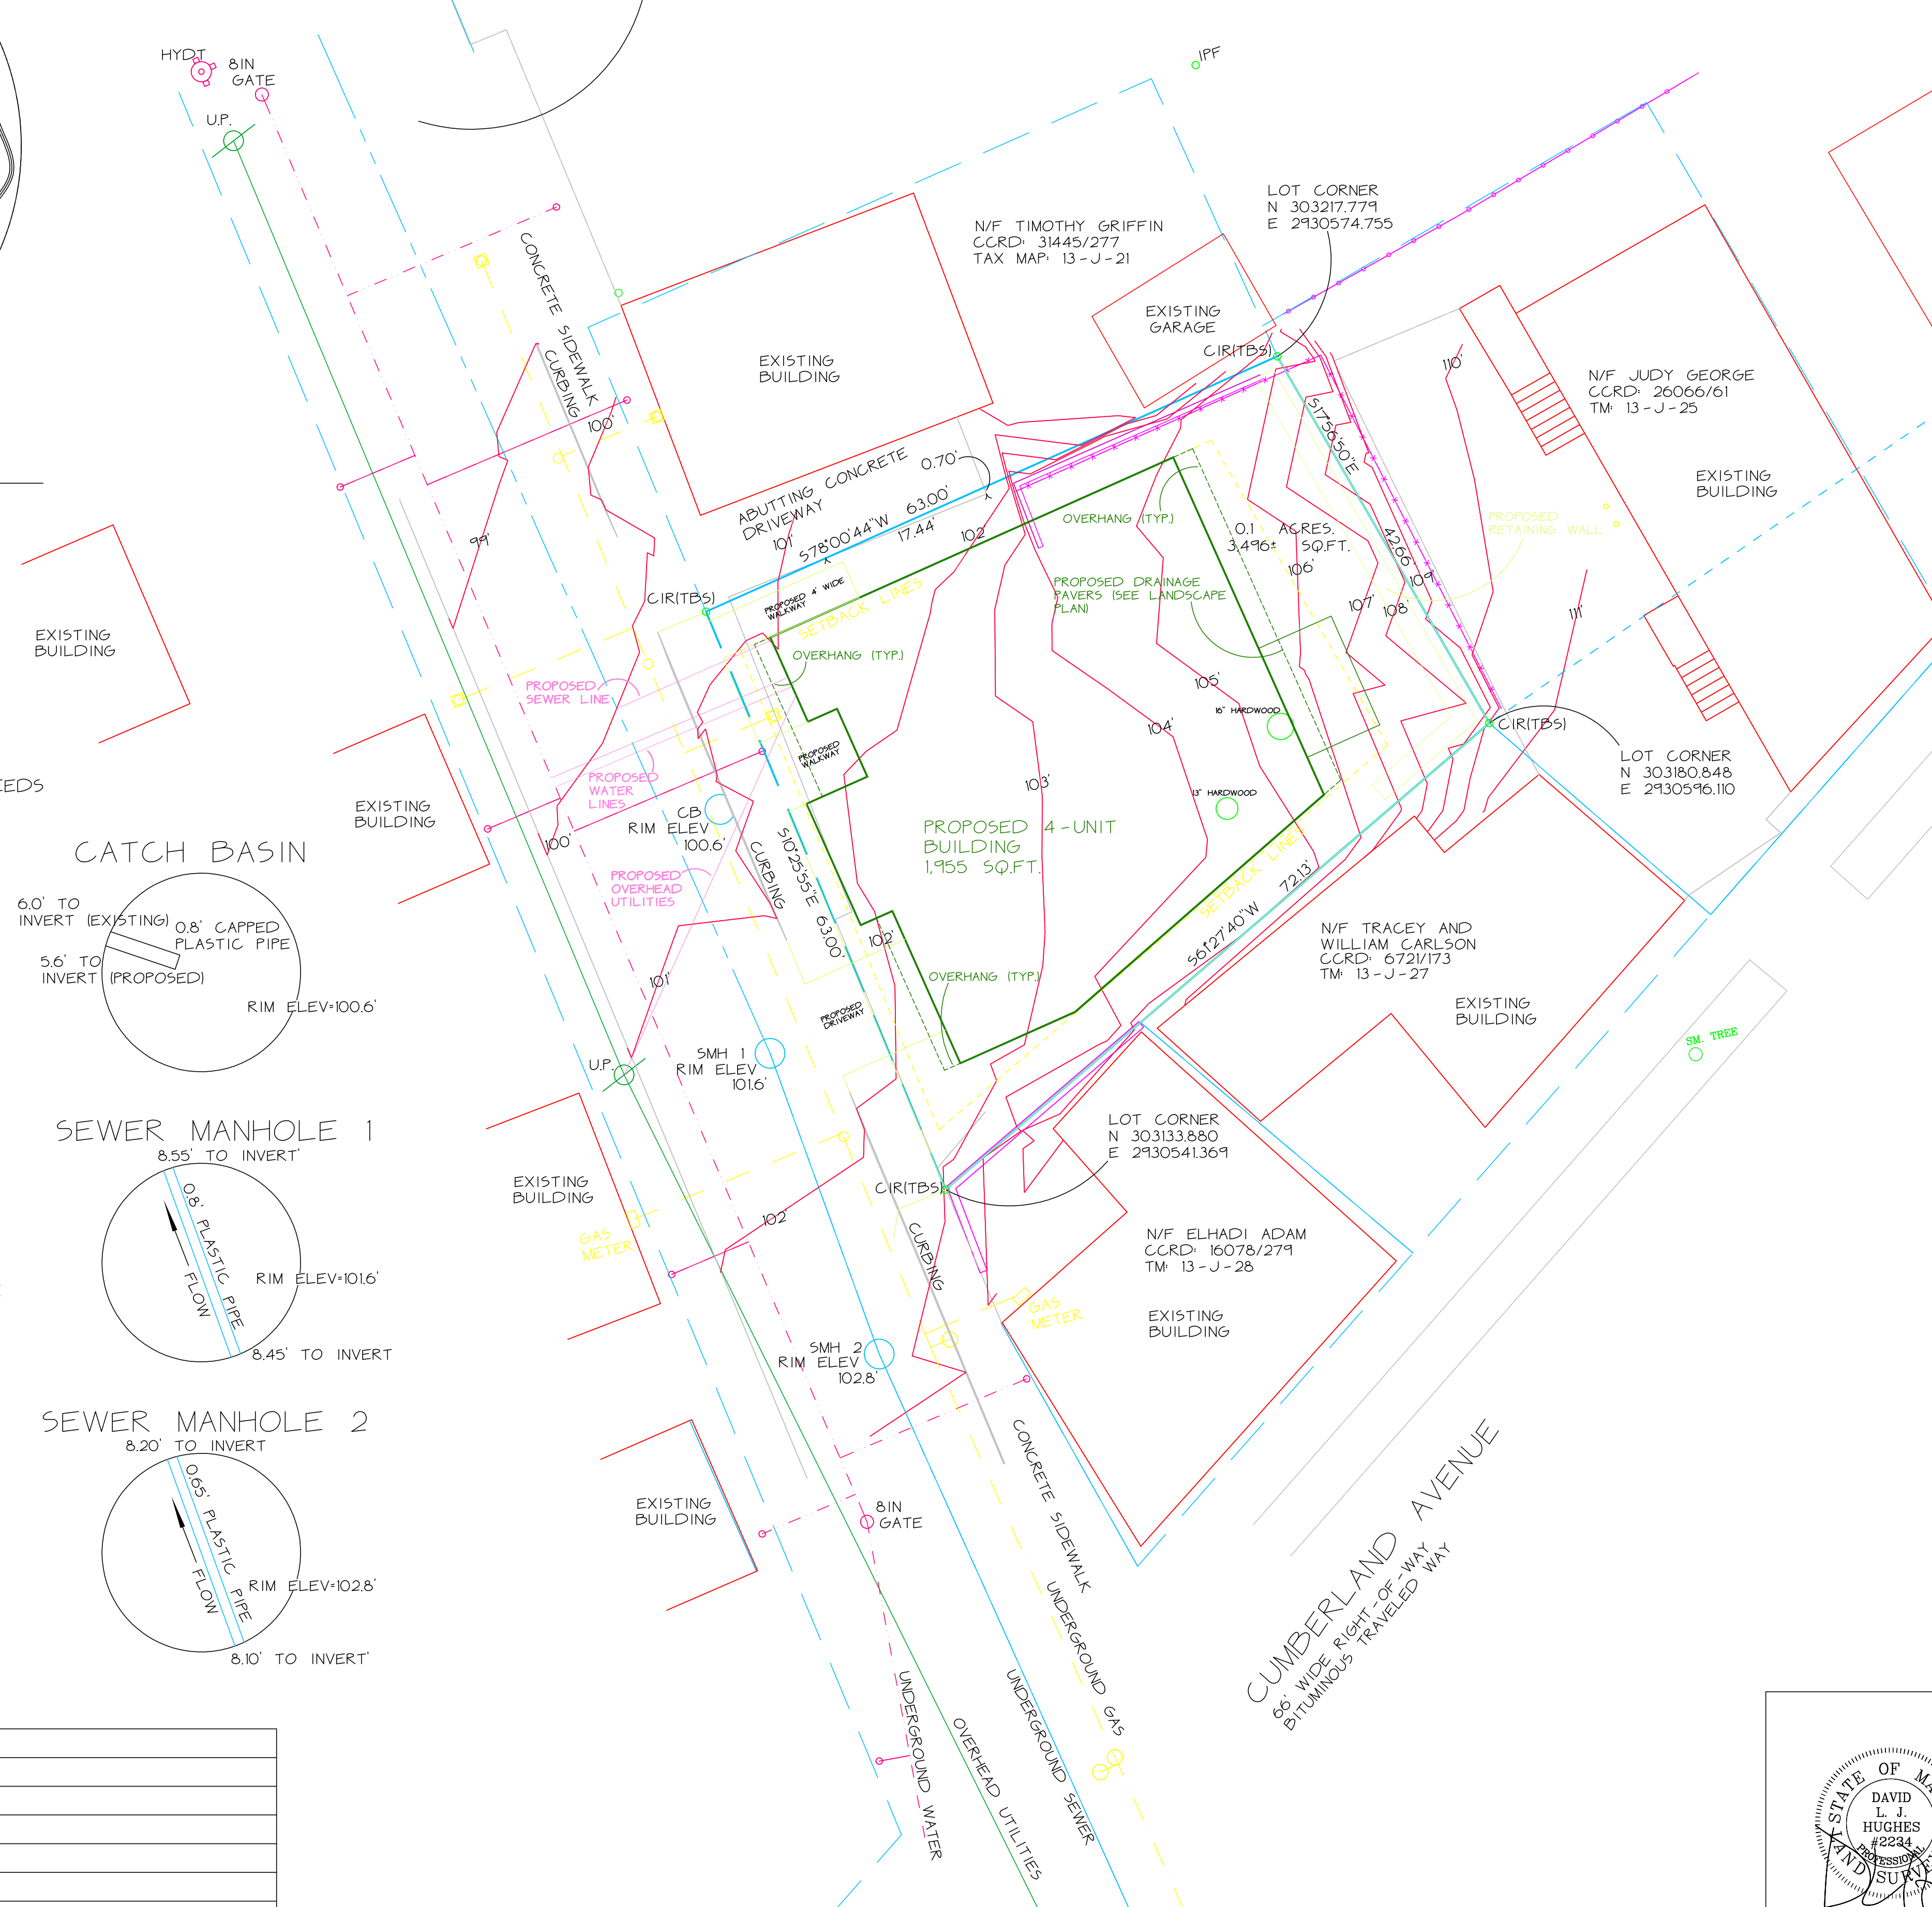 HYDT
8IN
GATE
U.P.
IPF
LOT CORNER
N 303217.779
E 2930574.755
N/F TIMOTHY GRIFFIN
CCRD: 31445/277
TAX MAP: 13-J-21
CONCRETE SIDEWALK
CURBING
EXISTING
GARAGE
EXISTING
BUILDING
CIR(TBS)
110'
N/F JUDY GEORGE
CCRD: 26066/61
TM: 13-J-25
S17°56'50"E
42.66'
100'
99'
ABUTTING CONCRETE
DRIVEWAY
0.70'
S78°00'44"W 63.00'
17.44'
101'
102
OVERHANG (TYP.)
0.1 ACRES.
3,496± SQ.FT.
EXISTING
BUILDING
PROPOSED
RETAINING WALL
106'
109'
107'
108'
111'
PROPOSED DRAINAGE
PAVERS (SEE LANDSCAPE
PLAN)
PROPOSED 4' WIDE
WALKWAY
CIR(TBS)
SETBACK LINES
EXISTING
BUILDING
OVERHANG (TYP.)
PROPOSED
SEWER LINE
105'
16" HARDWOOD
104'
CIR(TBS)
PROPOSED
WALKWAY
LOT CORNER
N 303180.848
E 2930596.110
PROPOSED
WATER
LINES
103'
13" HARDWOOD
EEDS
EXISTING
BUILDING
CB
RIM ELEV
100.6'
100'
PROPOSED 4-UNIT
BUILDING
1,955 SQ.FT.
CATCH BASIN
6.0' TO
INVERT (EXISTING)
0.8' CAPPED
PLASTIC PIPE
5.6' TO
INVERT (PROPOSED)
RIM ELEV=100.6'
CURBING
S10°25'55"E 63.00'
PROPOSED
OVERHEAD
UTILITIES
SETBACK LINES
72.13'
S61°27'40"W
102'
N/F TRACEY AND
WILLIAM CARLSON
CCRD: 6721/173
TM: 13-J-27
101'
OVERHANG (TYP.)
EXISTING
BUILDING
PROPOSED
DRIVEWAY
SM. TREE
SMH 1
RIM ELEV
101.6'
U.P.
SEWER MANHOLE 1
8.55' TO INVERT'
0.8' PLASTIC PIPE
FLOW
RIM ELEV=101.6'
8.45' TO INVERT
LOT CORNER
N 303133.880
E 2930541.369
EXISTING
BUILDING
CIR(TBS)
102'
GAS
METER
CURBING
N/F ELHADI ADAM
CCRD: 16078/279
TM: 13-J-28
GAS
METER
EXISTING
BUILDING
SMH 2
RIM ELEV
102.8'
SEWER MANHOLE 2
8.20' TO INVERT
0.65' PLASTIC PIPE
FLOW
RIM ELEV=102.8'
8.10' TO INVERT'
EXISTING
BUILDING
8IN
GATE
CONCRETE SIDEWALK
UNDERGROUND GAS
UNDERGROUND SEWER
OVERHEAD UTILITIES
UNDERGROUND WATER
CUMBERLAND AVENUE
66' WIDE RIGHT-OF-WAY
BITUMINOUS TRAVELED WAY
STATE OF MA
DAVID
L. J.
HUGHES
#2234
PROFESSIONAL
LAND SURVEY